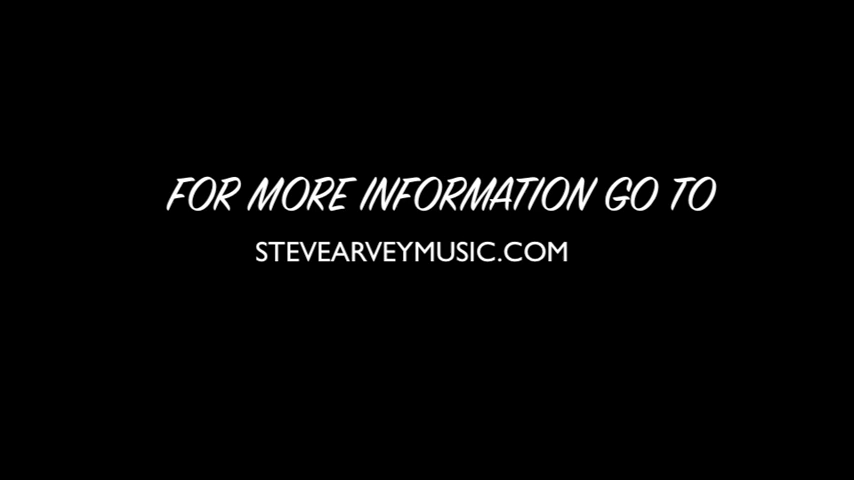 FOR MORE INFORMATION GO TO
STEVEARVEYMUSIC.COM